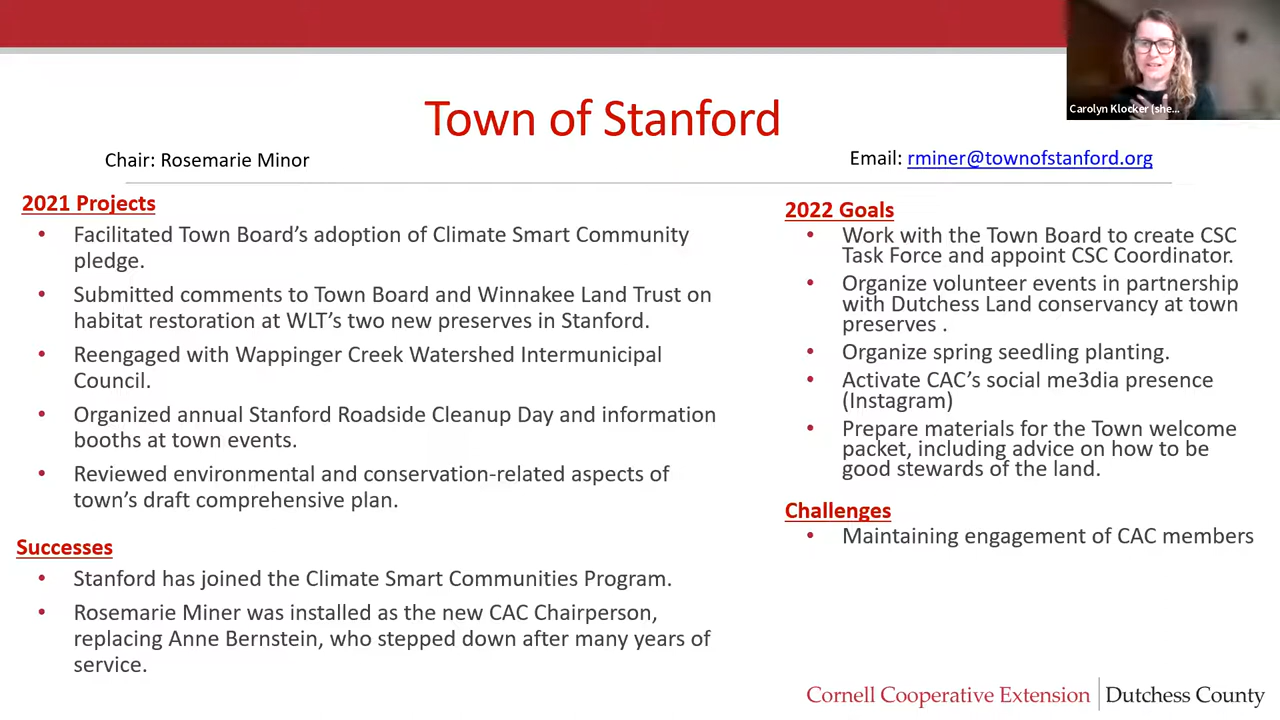 Carolyn Klocker (she...
Town of Stanford
Chair: Rosemarie Minor
Email: rminer@townofstanford.org
2021 Projects
• Facilitated Town Board’s adoption of Climate Smart Community
pledge.
• Submitted comments to Town Board and Winnakee Land Trust on
habitat restoration at WLT’s two new preserves in Stanford.
• Reengaged with Wappinger Creek Watershed Intermunicipal
Council.
• Organized annual Stanford Roadside Cleanup Day and information
booths at town events.
• Reviewed environmental and conservation-related aspects of
town’s draft comprehensive plan.
Successes
• Stanford has joined the Climate Smart Communities Program.
• Rosemarie Miner was installed as the new CAC Chairperson,
replacing Anne Bernstein, who stepped down after many years of
service.
2022 Goals
• Work with the Town Board to create CSC
Task Force and appoint CSC Coordinator.
• Organize volunteer events in partnership
with Dutchess Land conservancy at town
preserves .
• Organize spring seedling planting.
• Activate CAC’s social me3dia presence
(Instagram)
• Prepare materials for the Town welcome
packet, including advice on how to be
good stewards of the land.
Challenges
• Maintaining engagement of CAC members
Cornell Cooperative Extension | Dutchess County